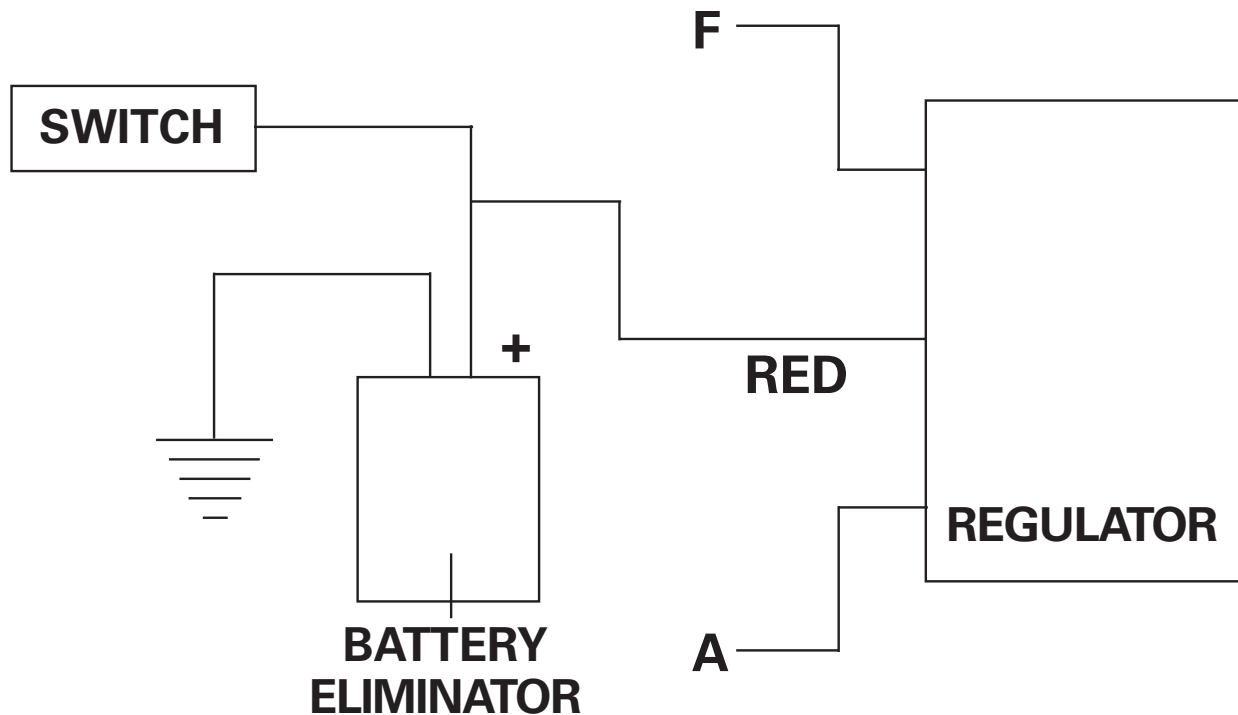 F
SWITCH
+
RED
REGULATOR
A
BATTERY
ELIMINATOR